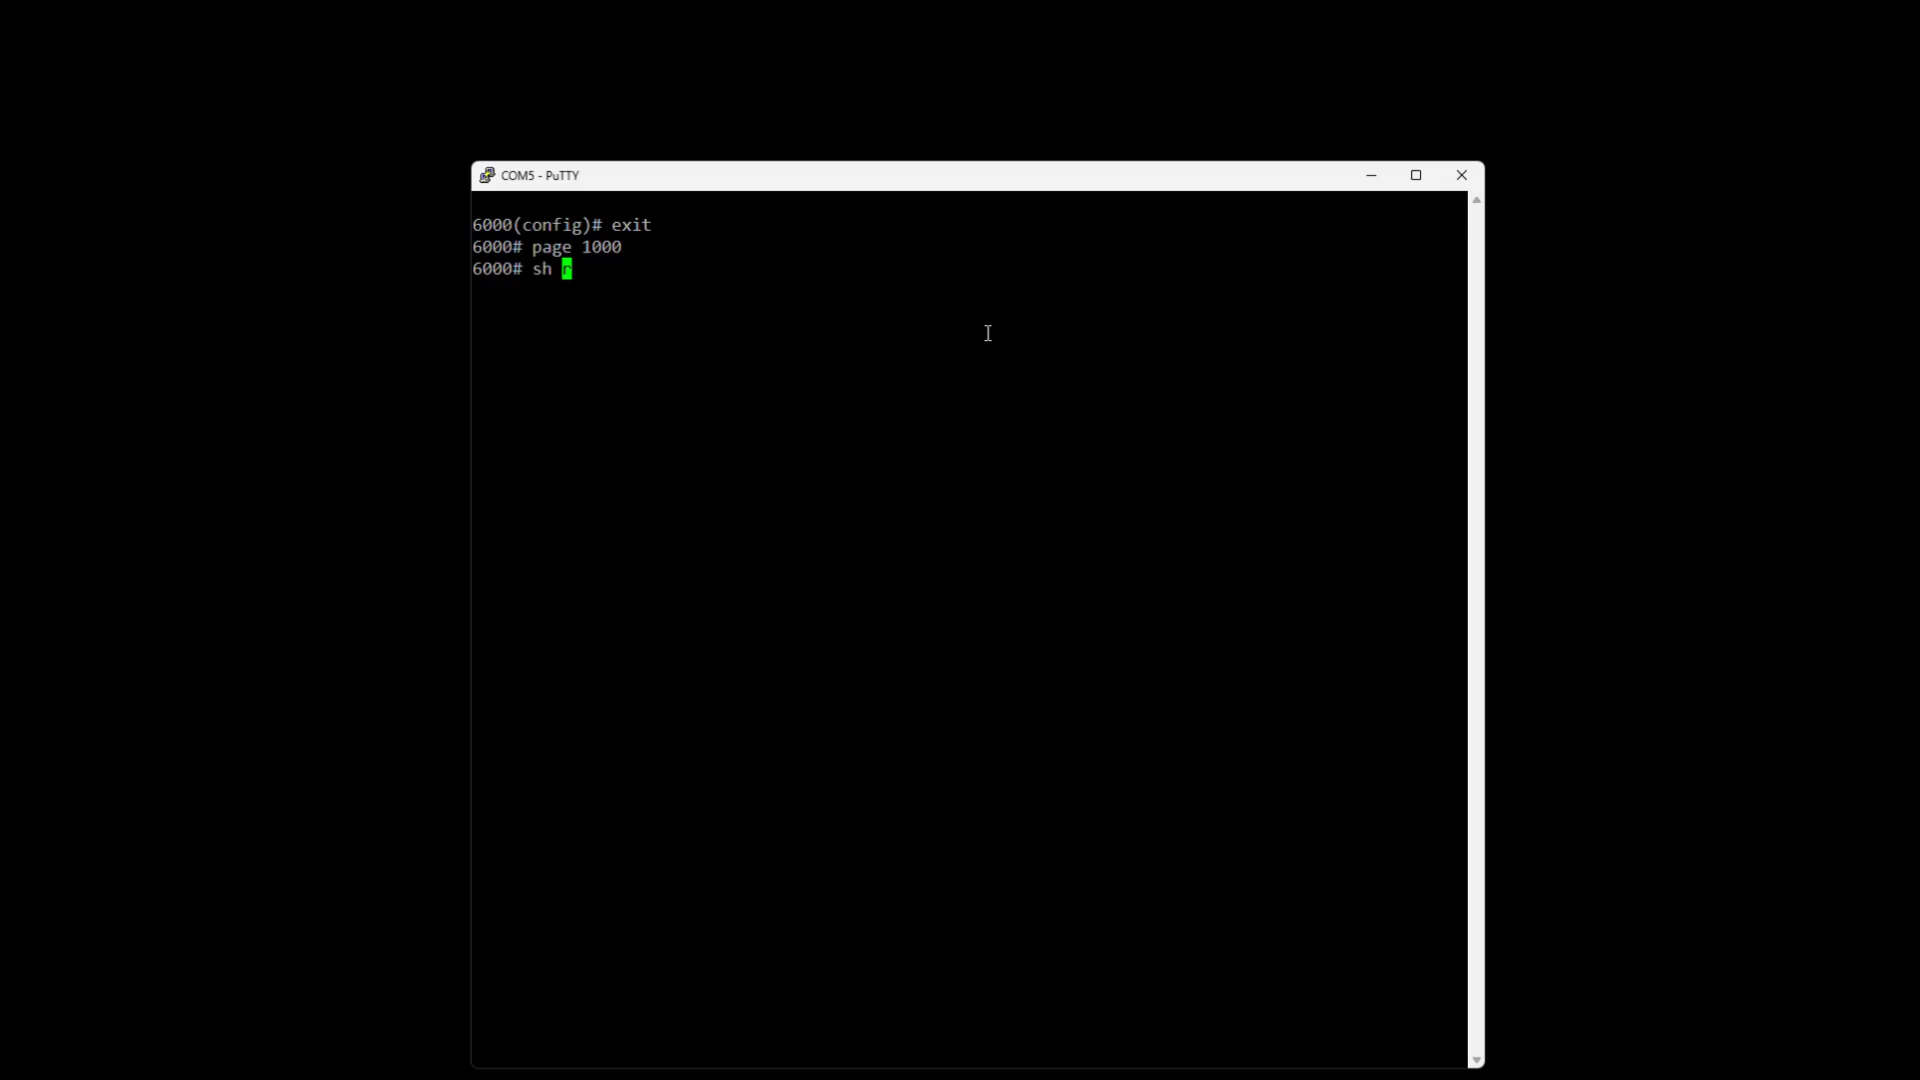 COM5 - PuTTY
6000(config)# exit
6000# page 1000
6000# sh r